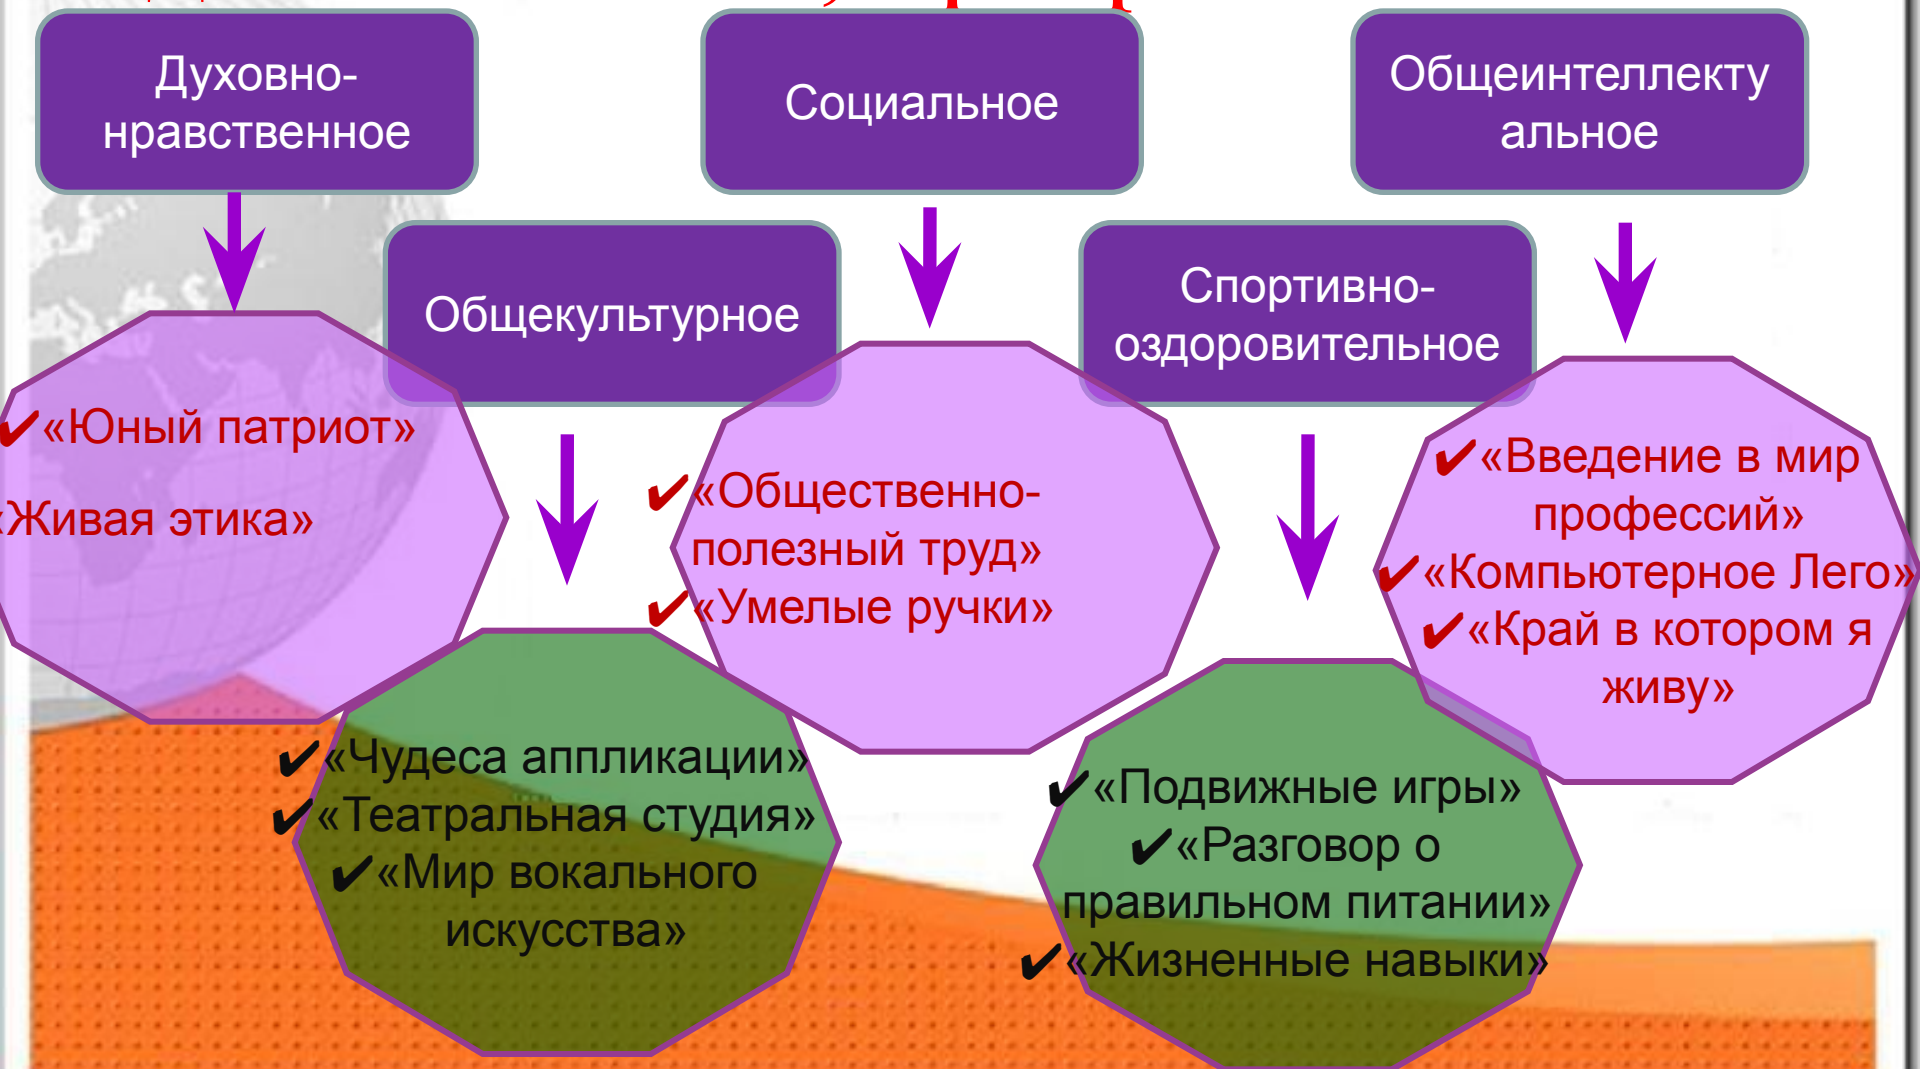 Духовно-
нравственное
Социальное
Общеинтеллекту
альное
Общекультурное
Спортивно-
оздоровительное
✔«Юный патриот»
«Живая этика»
✔«Общественно-
полезный труд»
✔«Умелые ручки»
✔«Введение в мир
профессий»
✔«Компьютерное Лего»
✔«Край в котором я
живу»
✔«Чудеса аппликации»
✔«Театральная студия»
✔«Мир вокального
искусства»
✔«Подвижные игры»
✔«Разговор о
правильном питании»
✔«Жизненные навыки»